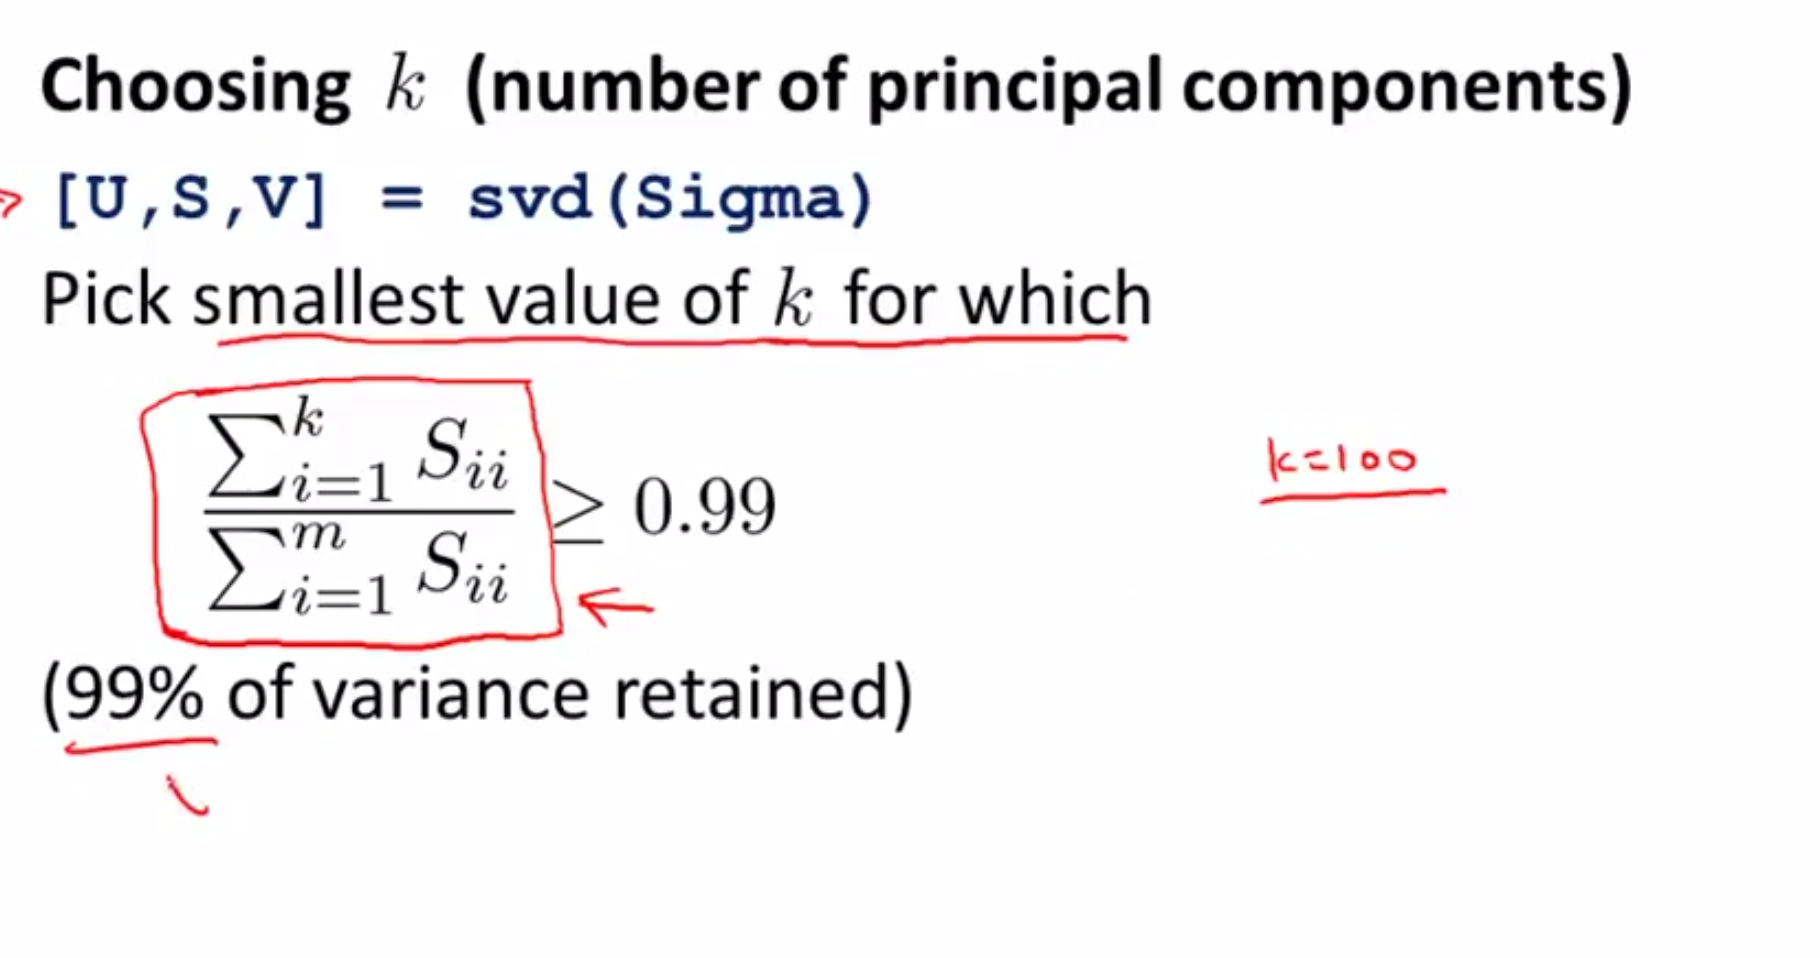 Choosing k (number of principal components)
[U,S,V] = svd(Sigma)
Pick smallest value of k for which
\frac{\sum_{i=1}^{k} S_{ii}}{\sum_{i=1}^{m} S_{ii}} ≥ 0.99
k=100
(99% of variance retained)